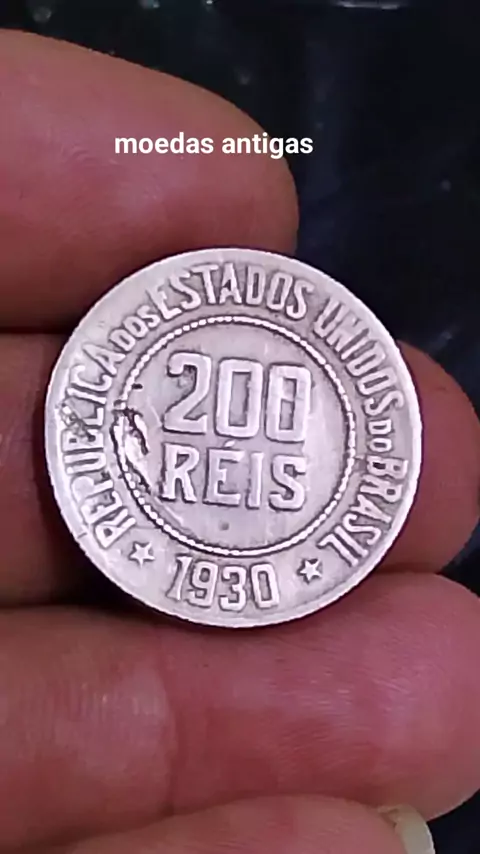 moedas antigas
REPUBLICA DOS ESTADOS UNIDOS DO BRASIL
200
RÉIS
1930